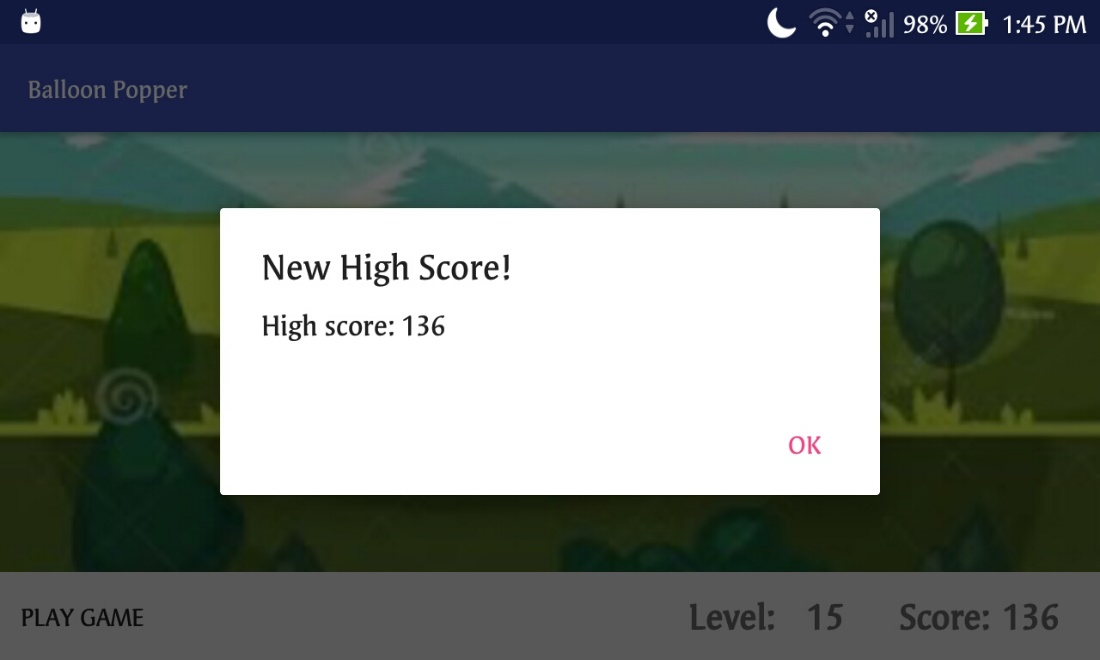 98% 1:45 PM
Balloon Popper
New High Score!
High score: 136
OK
PLAY GAME Level: 15 Score: 136